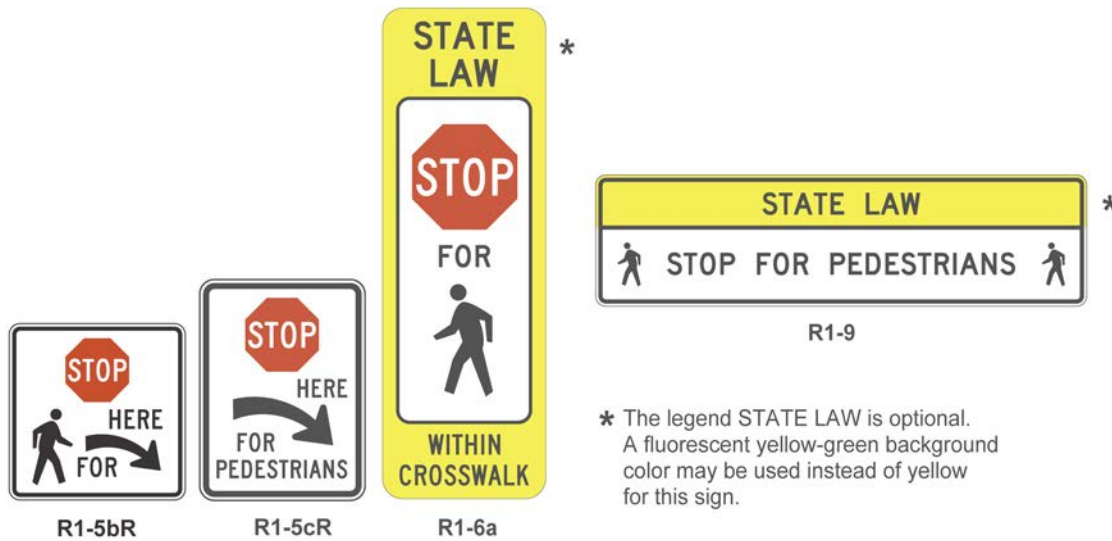 STOP
HERE
FOR
R1-5bR
STOP
HERE
FOR
PEDESTRIANS
R1-5cR
STATE
LAW
*
STOP
FOR
WITHIN
CROSSWALK
R1-6a
STATE LAW
*
STOP FOR PEDESTRIANS
R1-9
* The legend STATE LAW is optional.
A fluorescent yellow-green background
color may be used instead of yellow
for this sign.